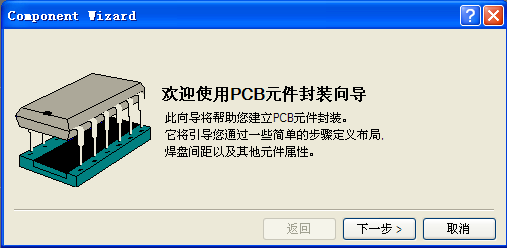 Component Wizard
欢迎使用PCB元件封装向导
此向导将帮助您建立PCB元件封装。
它将引导您通过一些简单的步骤定义布局,
焊盘间距以及其他元件属性。
返回
下一步 >
取消